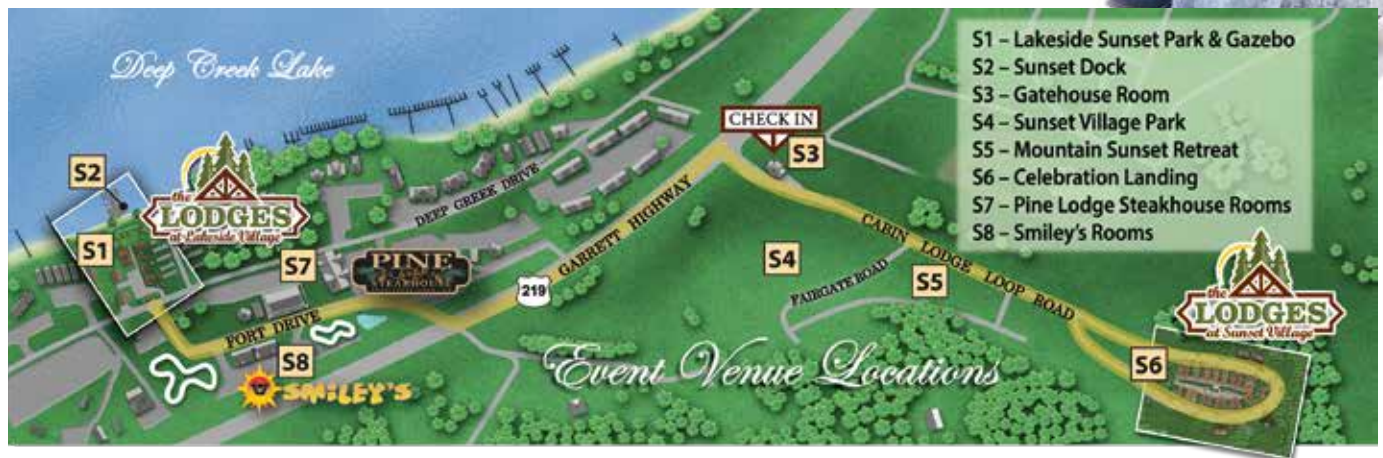 Deep Creek Lake
S1 – Lakeside Sunset Park & Gazebo
S2 – Sunset Dock
S3 – Gatehouse Room
S4 – Sunset Village Park
S5 – Mountain Sunset Retreat
S6 – Celebration Landing
S7 – Pine Lodge Steakhouse Rooms
S8 – Smiley's Rooms
CHECK IN
S3
S2
the
LODGES
at Lakeside Village
S1
DEEP CREEK DRIVE
GARRETT HIGHWAY
CABIN LODGE LOOP ROAD
S7
PINE
LODGE
STEAKHOUSE
S4
FAIRGATE ROAD
S5
219
the
LODGES
at Sunset Village
FORT DRIVE
S8
SMiLEY'S
Event Venue Locations
S6